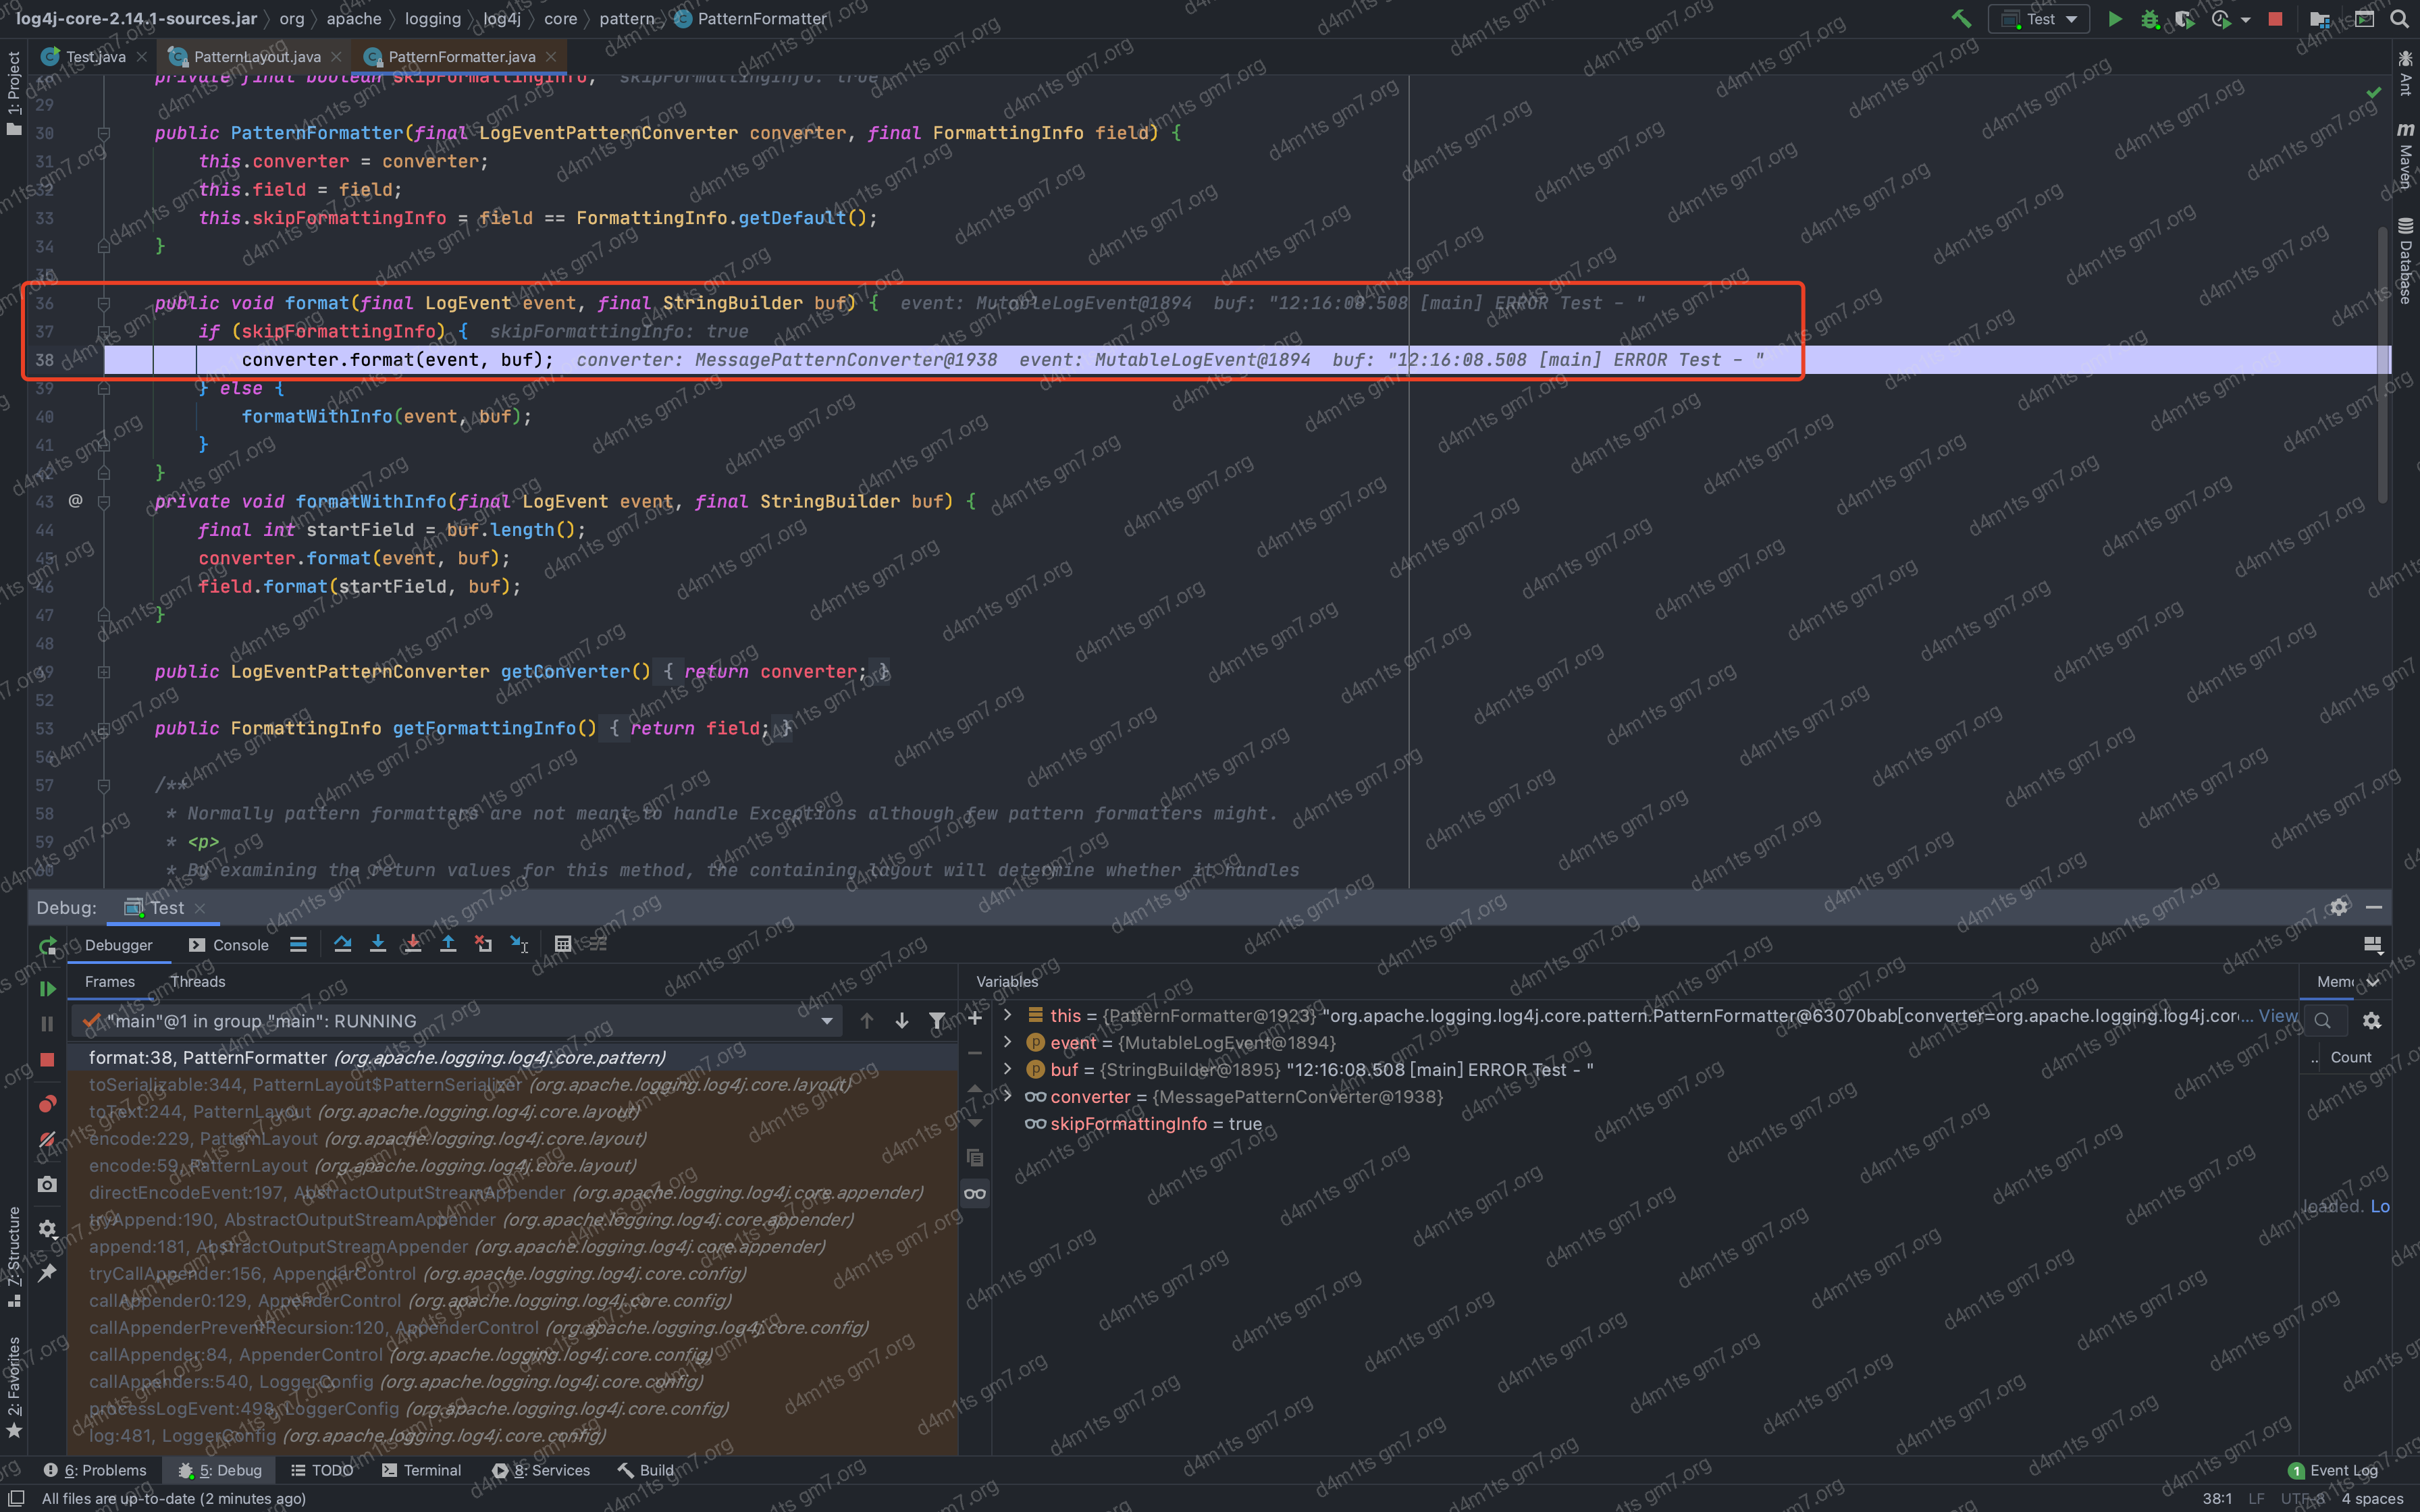 log4j-core-2.14.1-sources.jar 〉 org 〉 apache 〉 logging 〉 log4j 〉 core 〉 pattern 〉 PatternFormatter
Test
Test.java
PatternLayout.java
PatternFormatter.java
1: Project
private final boolean skipFormattingInfo; skipFormattingInfo: true
29
30 public PatternFormatter(final LogEventPatternConverter converter, final FormattingInfo field) {
31 this.converter = converter;
32 this.field = field;
33 this.skipFormattingInfo = field == FormattingInfo.getDefault();
34 }
35
36 public void format(final LogEvent event, final StringBuilder buf) { event: MutableLogEvent@1894 buf: "12:16:08.508 [main] ERROR Test - "
37 if (skipFormattingInfo) { skipFormattingInfo: true
38 converter.format(event, buf); converter: MessagePatternConverter@1938 event: MutableLogEvent@1894 buf: "12:16:08.508 [main] ERROR Test - "
39 } else {
40 formatWithInfo(event, buf);
41 }
42 }
43 @ private void formatWithInfo(final LogEvent event, final StringBuilder buf) {
44 final int startField = buf.length();
45 converter.format(event, buf);
46 field.format(startField, buf);
47 }
48
49 public LogEventPatternConverter getConverter() { return converter; }
52
53 public FormattingInfo getFormattingInfo() { return field; }
56
57 /**
58 * Normally pattern formatters are not meant to handle Exceptions although few pattern formatters might.
59 * <p>
60 * By examining the return values for this method, the containing layout will determine whether it handles
Ant
Maven
Database
Debug: Test
Debugger Console
Frames Threads
"main"@1 in group "main": RUNNING
format:38, PatternFormatter (org.apache.logging.log4j.core.pattern)
toSerializable:344, PatternLayout$PatternSerializer (org.apache.logging.log4j.core.layout)
toText:244, PatternLayout (org.apache.logging.log4j.core.layout)
encode:229, PatternLayout (org.apache.logging.log4j.core.layout)
encode:59, PatternLayout (org.apache.logging.log4j.core.layout)
directEncodeEvent:197, AbstractOutputStreamAppender (org.apache.logging.log4j.core.appender)
tryAppend:190, AbstractOutputStreamAppender (org.apache.logging.log4j.core.appender)
append:181, AbstractOutputStreamAppender (org.apache.logging.log4j.core.appender)
tryCallAppender:156, AppenderControl (org.apache.logging.log4j.core.config)
callAppender0:129, AppenderControl (org.apache.logging.log4j.core.config)
callAppenderPreventRecursion:120, AppenderControl (org.apache.logging.log4j.core.config)
callAppender:84, AppenderControl (org.apache.logging.log4j.core.config)
callAppenders:540, LoggerConfig (org.apache.logging.log4j.core.config)
processLogEvent:498, LoggerConfig (org.apache.logging.log4j.core.config)
log:481, LoggerConfig (org.apache.logging.log4j.core.config)
Variables
this = {PatternFormatter@1923} "org.apache.logging.log4j.core.pattern.PatternFormatter@63070bab[converter=org.apache.logging.log4j.cor... View
event = {MutableLogEvent@1894}
buf = {StringBuilder@1895} "12:16:08.508 [main] ERROR Test - "
converter = {MessagePatternConverter@1938}
skipFormattingInfo = true
Mem
.. Count
loaded. Lo
7: Structure
2: Favorites
6: Problems 5: Debug TODO Terminal 8: Services Build
1 Event Log
All files are up-to-date (2 minutes ago)
38:1 LF UTF-8 4 spaces
d4m1ts gm7.org